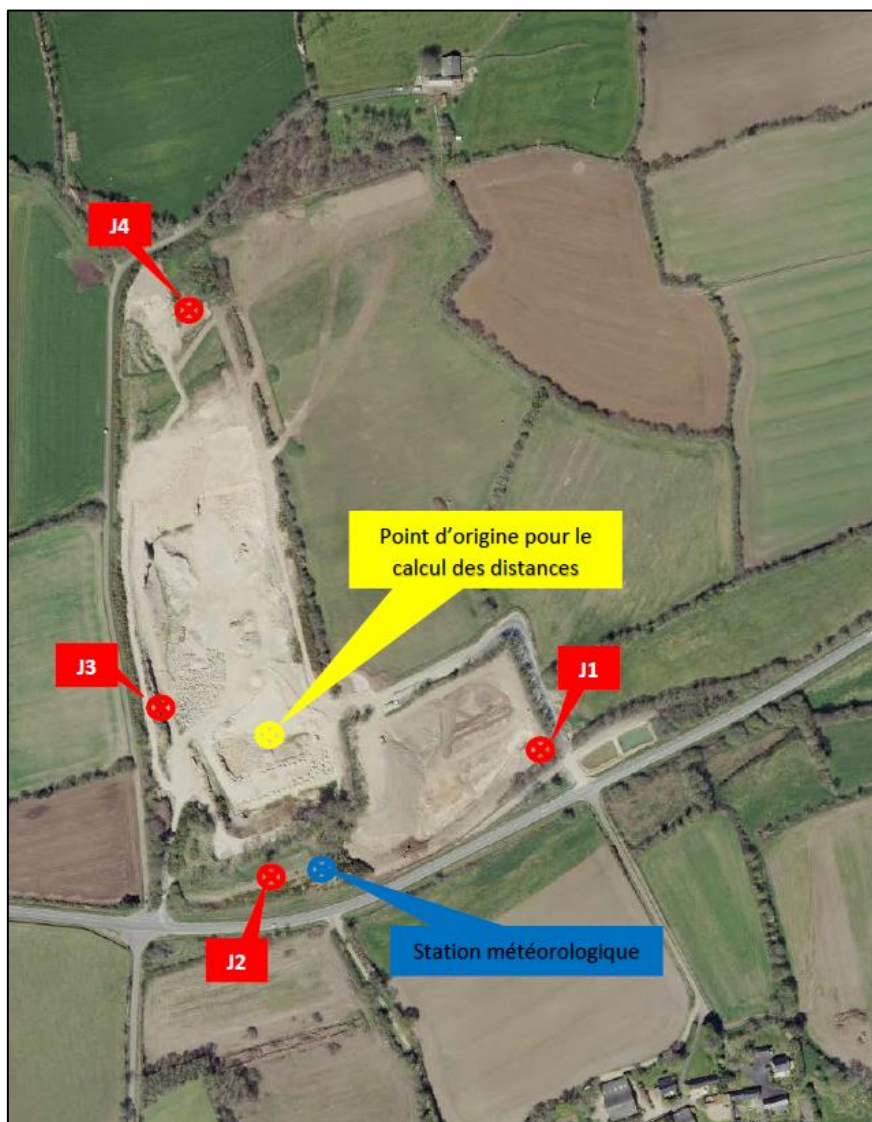 J4
Point d'origine pour le
calcul des distances
J3
J1
J2
Station météorologique